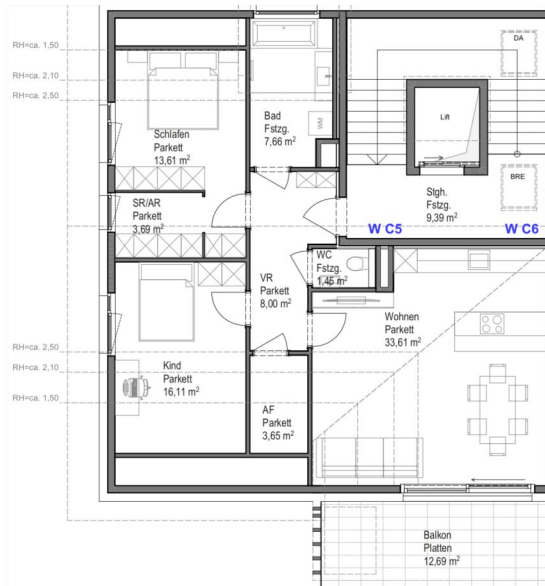 RH=ca. 1,50
RH=ca. 2,10
RH=ca. 2,50
DA
Lift
BRE
WM
Bad
Fstzg.
7,66 m²
Schlafen
Parkett
13,61 m²
Stgh.
Fstzg.
9,39 m²
SR/AR
Parkett
3,69 m²
W C5
W C6
WC
Fstzg.
1,45 m²
VR
Parkett
8,00 m²
Wohnen
Parkett
33,61 m²
RH=ca. 2,50
RH=ca. 2,10
RH=ca. 1,50
Kind
Parkett
16,11 m²
AF
Parkett
3,65 m²
Balkon
Platten
12,69 m²